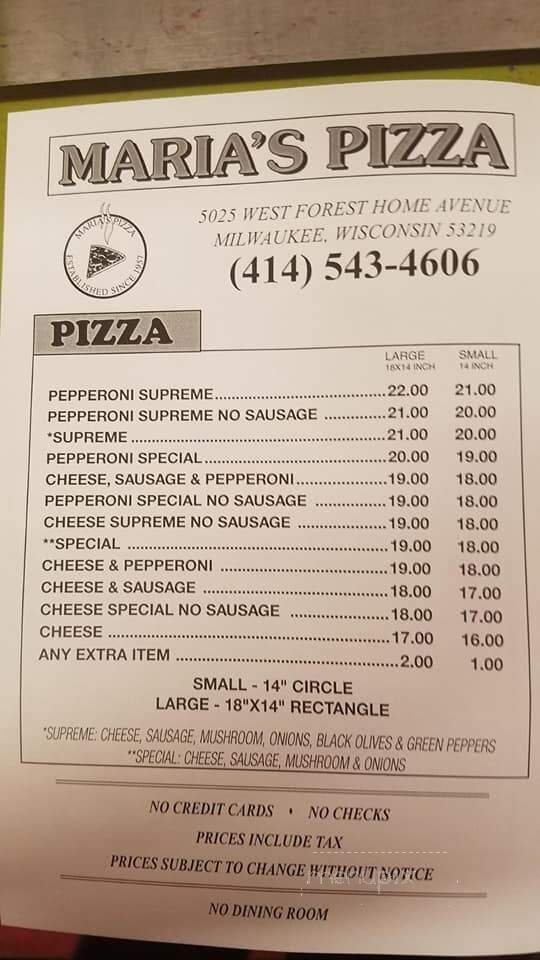 MARIA'S PIZZA
MARIA'S PIZZA
ESTABLISHED SINCE 1957
5025 WEST FOREST HOME AVENUE
MILWAUKEE, WISCONSIN 53219
(414) 543-4606
PIZZA
LARGE SMALL
18X14 INCH 14 INCH
PEPPERONI SUPREME 22.00 21.00
PEPPERONI SUPREME NO SAUSAGE 21.00 20.00
*SUPREME 21.00 20.00
PEPPERONI SPECIAL 20.00 19.00
CHEESE, SAUSAGE & PEPPERONI 19.00 18.00
PEPPERONI SPECIAL NO SAUSAGE 19.00 18.00
CHEESE SUPREME NO SAUSAGE 19.00 18.00
**SPECIAL 19.00 18.00
CHEESE & PEPPERONI 19.00 18.00
CHEESE & SAUSAGE 18.00 17.00
CHEESE SPECIAL NO SAUSAGE 18.00 17.00
CHEESE 17.00 16.00
ANY EXTRA ITEM 2.00 1.00
SMALL - 14" CIRCLE
LARGE - 18"X14" RECTANGLE
*SUPREME: CHEESE, SAUSAGE, MUSHROOM, ONIONS, BLACK OLIVES & GREEN PEPPERS
**SPECIAL: CHEESE, SAUSAGE, MUSHROOM & ONIONS
NO CREDIT CARDS • NO CHECKS
PRICES INCLUDE TAX
PRICES SUBJECT TO CHANGE WITHOUT NOTICE
menupix
NO DINING ROOM